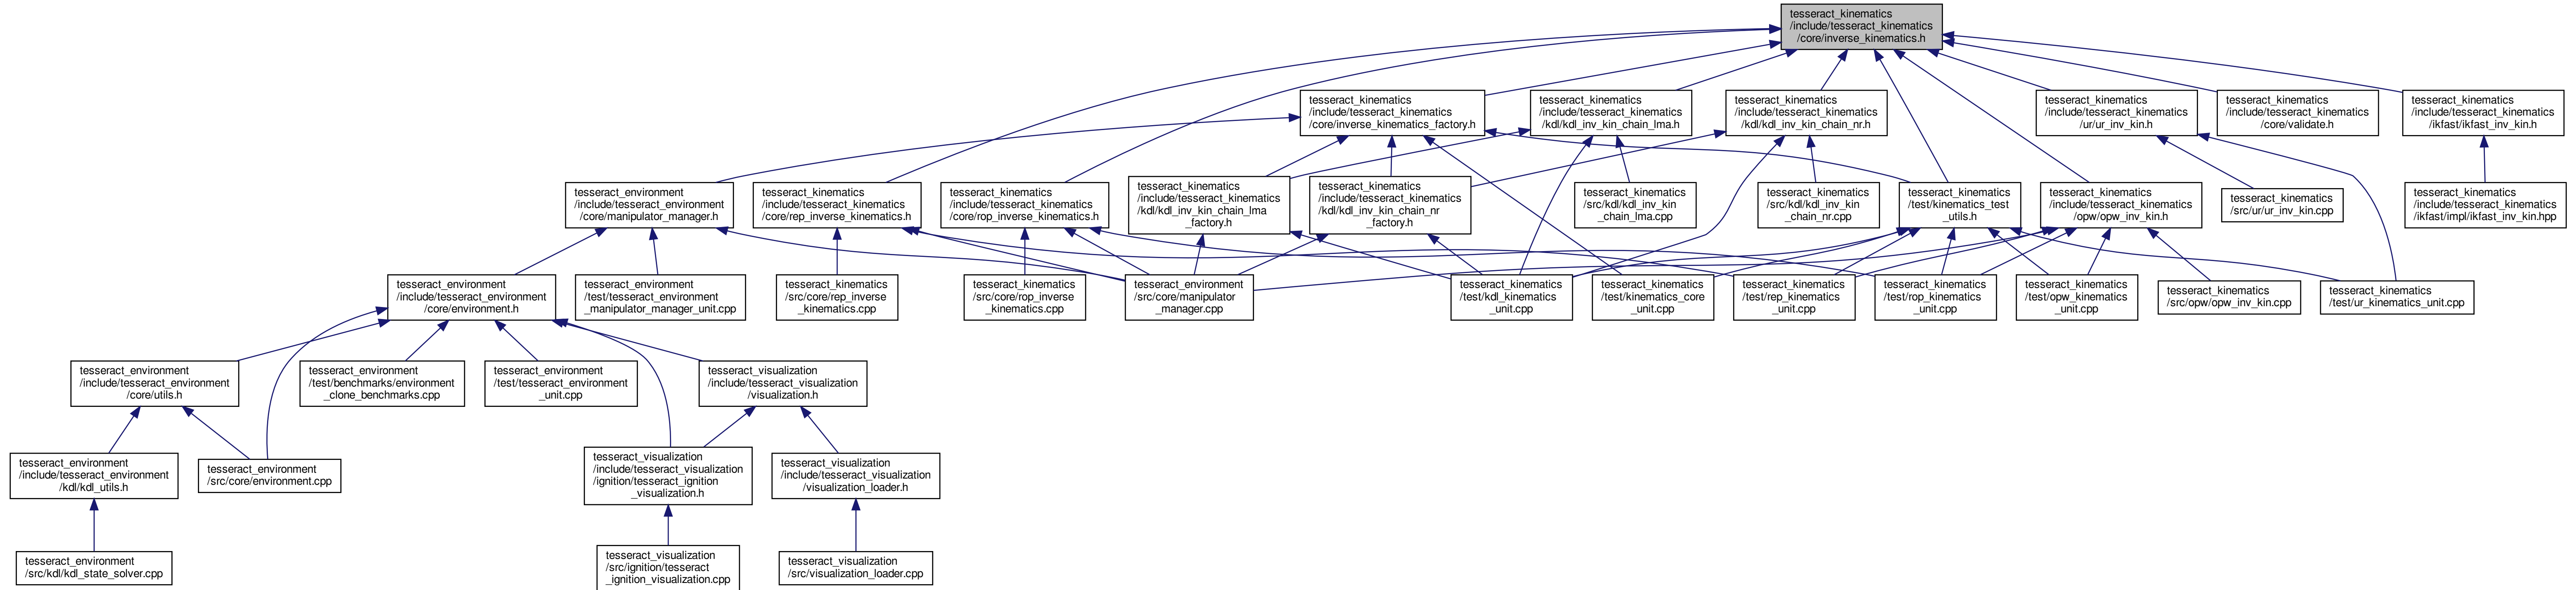 tesseract_kinematics
/include/tesseract_kinematics
/core/inverse_kinematics.h
tesseract_kinematics
/include/tesseract_kinematics
/core/inverse_kinematics_factory.h
tesseract_kinematics
/include/tesseract_kinematics
/kdl/kdl_inv_kin_chain_lma.h
tesseract_kinematics
/include/tesseract_kinematics
/kdl/kdl_inv_kin_chain_nr.h
tesseract_kinematics
/include/tesseract_kinematics
/ur/ur_inv_kin.h
tesseract_kinematics
/include/tesseract_kinematics
/core/validate.h
tesseract_kinematics
/include/tesseract_kinematics
/ikfast/ikfast_inv_kin.h
tesseract_environment
/include/tesseract_environment
/core/manipulator_manager.h
tesseract_kinematics
/include/tesseract_kinematics
/core/rep_inverse_kinematics.h
tesseract_kinematics
/include/tesseract_kinematics
/core/rop_inverse_kinematics.h
tesseract_kinematics
/include/tesseract_kinematics
/kdl/kdl_inv_kin_chain_lma
_factory.h
tesseract_kinematics
/include/tesseract_kinematics
/kdl/kdl_inv_kin_chain_nr
_factory.h
tesseract_kinematics
/src/kdl/kdl_inv_kin
_chain_lma.cpp
tesseract_kinematics
/src/kdl/kdl_inv_kin
_chain_nr.cpp
tesseract_kinematics
/test/kinematics_test
_utils.h
tesseract_kinematics
/include/tesseract_kinematics
/opw/opw_inv_kin.h
tesseract_kinematics
/src/ur/ur_inv_kin.cpp
tesseract_kinematics
/include/tesseract_kinematics
/ikfast/impl/ikfast_inv_kin.hpp
tesseract_environment
/include/tesseract_environment
/core/environment.h
tesseract_environment
/test/tesseract_environment
_manipulator_manager_unit.cpp
tesseract_kinematics
/src/core/rep_inverse
_kinematics.cpp
tesseract_kinematics
/src/core/rop_inverse
_kinematics.cpp
tesseract_environment
/src/core/manipulator
_manager.cpp
tesseract_kinematics
/test/kdl_kinematics
_unit.cpp
tesseract_kinematics
/test/kinematics_core
_unit.cpp
tesseract_kinematics
/test/rep_kinematics
_unit.cpp
tesseract_kinematics
/test/rop_kinematics
_unit.cpp
tesseract_kinematics
/test/opw_kinematics
_unit.cpp
tesseract_kinematics
/src/opw/opw_inv_kin.cpp
tesseract_kinematics
/test/ur_kinematics_unit.cpp
tesseract_environment
/include/tesseract_environment
/core/utils.h
tesseract_environment
/test/benchmarks/environment
_clone_benchmarks.cpp
tesseract_environment
/test/tesseract_environment
_unit.cpp
tesseract_visualization
/include/tesseract_visualization
/visualization.h
tesseract_environment
/include/tesseract_environment
/kdl/kdl_utils.h
tesseract_environment
/src/core/environment.cpp
tesseract_visualization
/include/tesseract_visualization
/ignition/tesseract_ignition
_visualization.h
tesseract_visualization
/include/tesseract_visualization
/visualization_loader.h
tesseract_environment
/src/kdl/kdl_state_solver.cpp
tesseract_visualization
/src/ignition/tesseract
_ignition_visualization.cpp
tesseract_visualization
/src/visualization_loader.cpp